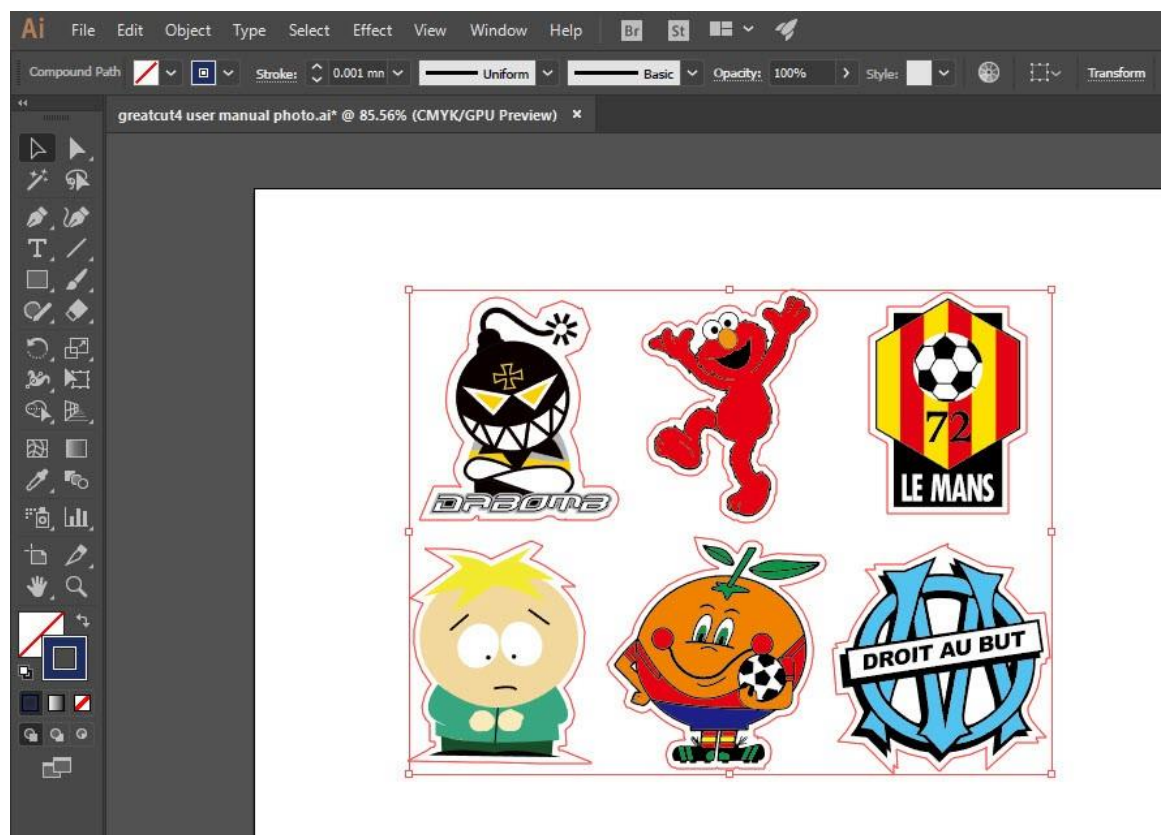 Ai File Edit Object Type Select Effect View Window Help Br St
Compound Path Stroke: 0.001 mm Uniform Basic Opacity: 100% Style: Transform
greatcut4 user manual photo.ai* @ 85.56% (CMYK/GPU Preview) ×
T
72
LE MANS
DRBOMB
DROIT AU BUT